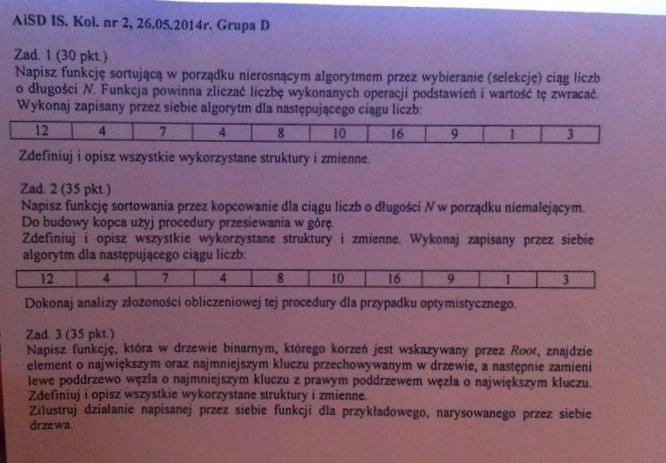 AiSD IS. Kol. nr 2, 26.05.2014r. Grupa D
Zad. 1 (30 pkt.)
Napisz funkcję sortującą w porządku nierosnącym algorytmem przez wybieranie (selekcję) ciąg liczb
o długości N. Funkcja powinna zliczać liczbę wykonanych operacji podstawień i wartość tę zwracać.
Wykonaj zapisany przez siebie algorytm dla następującego ciągu liczb:
12 4 7 4 8 10 16 9 1 3
Zdefiniuj i opisz wszystkie wykorzystane struktury i zmienne.
Zad. 2 (35 pkt.)
Napisz funkcję sortowania przez kopcowanie dla ciągu liczb o długości N w porządku niemalejącym.
Do budowy kopca użyj procedury przesiewania w górę.
Zdefiniuj i opisz wszystkie wykorzystane struktury i zmienne. Wykonaj zapisany przez siebie
algorytm dla następującego ciągu liczb:
12 4 7 4 8 10 16 9 1 3
Dokonaj analizy złożoności obliczeniowej tej procedury dla przypadku optymistycznego.
Zad. 3 (35 pkt.)
Napisz funkcję, która w drzewie binarnym, którego korzeń jest wskazywany przez Root, znajdzie
element o największym oraz najmniejszym kluczu przechowywanym w drzewie, a następnie zamieni
lewe poddrzewo węzła o najmniejszym kluczu z prawym poddrzewem węzła o największym kluczu.
Zdefiniuj i opisz wszystkie wykorzystane struktury i zmienne.
Zilustruj działanie napisanej przez siebie funkcji dla przykładowego, narysowanego przez siebie
drzewa.